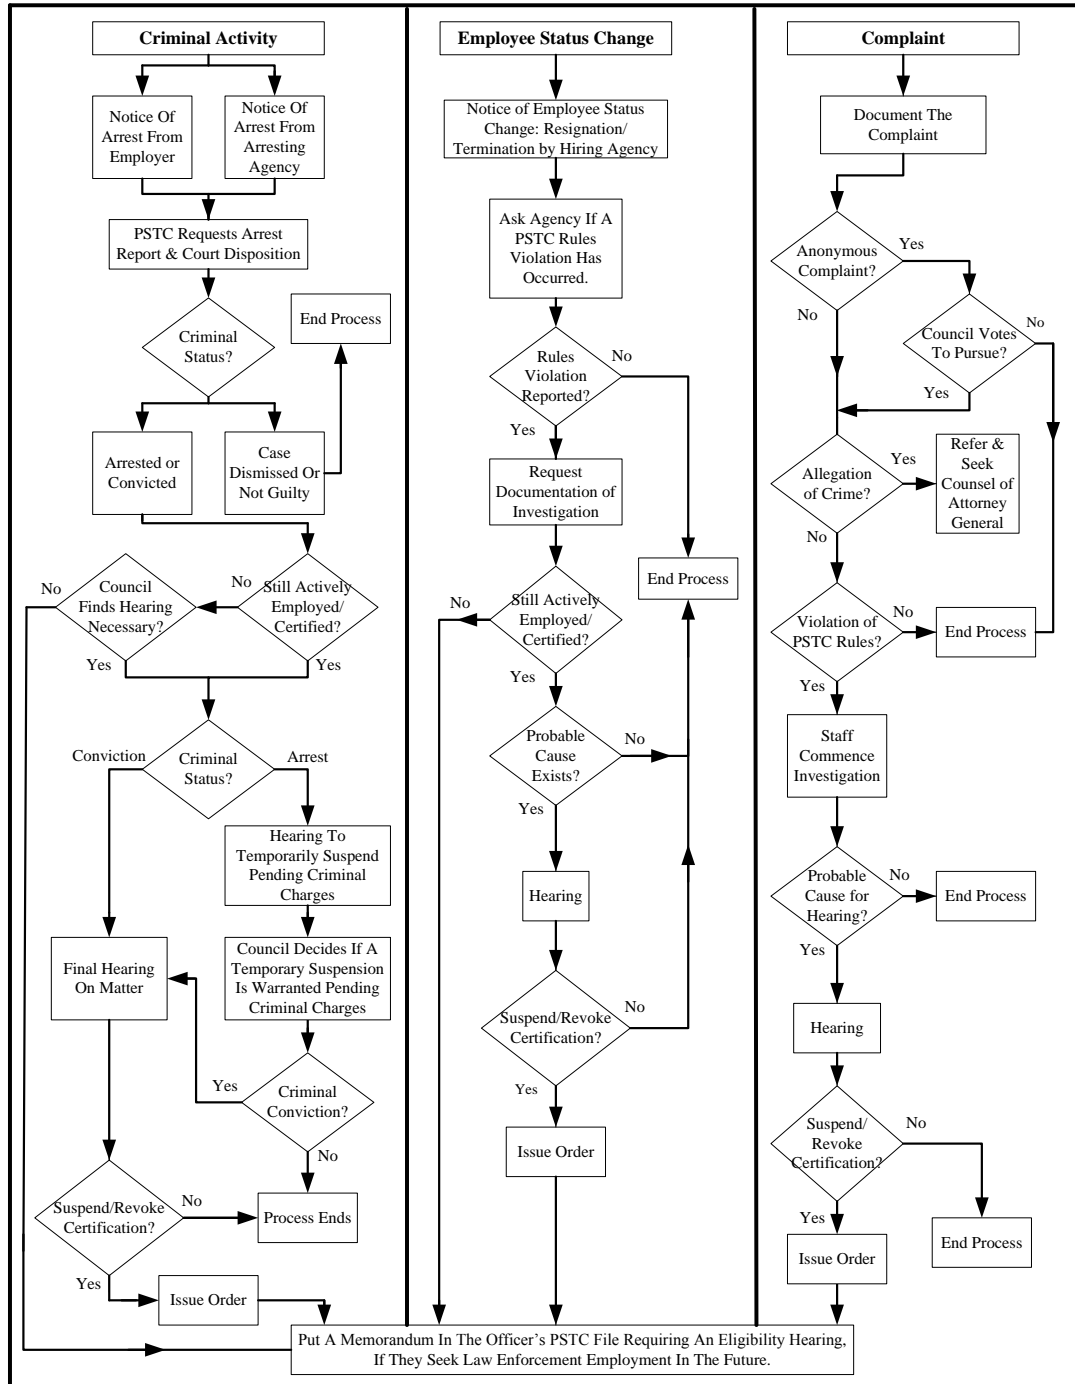 Criminal Activity
Notice Of
Arrest From
Employer
Notice Of
Arrest From
Arresting
Agency
PSTC Requests Arrest
Report & Court Disposition
Criminal
Status?
End Process
Arrested or
Convicted
Case
Dismissed Or
Not Guilty
No
Council
Finds Hearing
Necessary?
No
Still Actively
Employed/
Certified?
Yes
Yes
Conviction
Criminal
Status?
Arrest
Hearing To
Temporarily Suspend
Pending Criminal
Charges
Final Hearing
On Matter
Council Decides If A
Temporary Suspension
Is Warranted Pending
Criminal Charges
Yes
Criminal
Conviction?
No
Suspend/Revoke
Certification?
No
Process Ends
Yes
Issue Order
Employee Status Change
Notice of Employee Status
Change: Resignation/
Termination by Hiring Agency
Ask Agency If A
PSTC Rules
Violation Has
Occurred.
Rules
Violation
Reported?
No
Yes
Request
Documentation of
Investigation
End Process
No
Still Actively
Employed/
Certified?
Yes
Probable
Cause
Exists?
No
Yes
Hearing
Suspend/Revoke
Certification?
No
Yes
Issue Order
Complaint
Document The
Complaint
Anonymous
Complaint?
Yes
No
Council Votes
To Pursue?
No
Yes
Allegation
of Crime?
Yes
Refer &
Seek
Counsel of
Attorney
General
No
Violation of
PSTC Rules?
No
End Process
Yes
Staff
Commence
Investigation
Probable
Cause for
Hearing?
No
End Process
Yes
Hearing
Suspend/
Revoke
Certification?
No
Yes
End Process
Issue Order
Put A Memorandum In The Officer's PSTC File Requiring An Eligibility Hearing,
If They Seek Law Enforcement Employment In The Future.